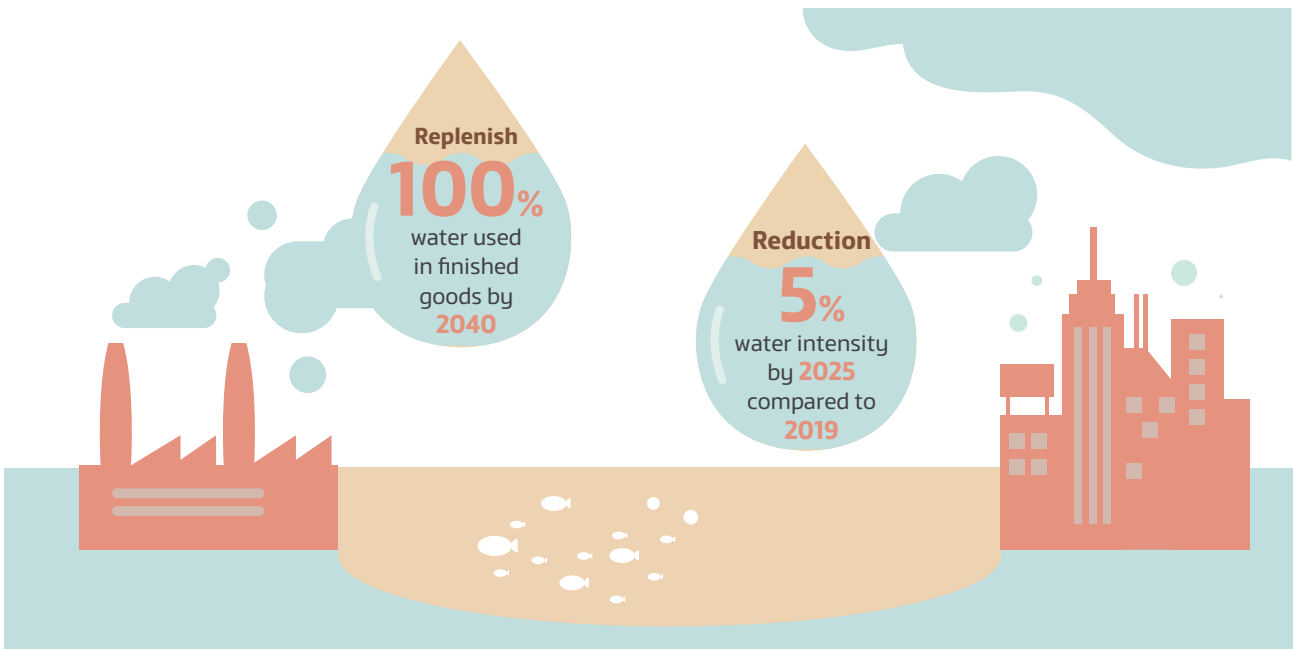 Replenish
100%
water used
in finished
goods by
2040
Reduction
5%
water intensity
by 2025
compared to
2019